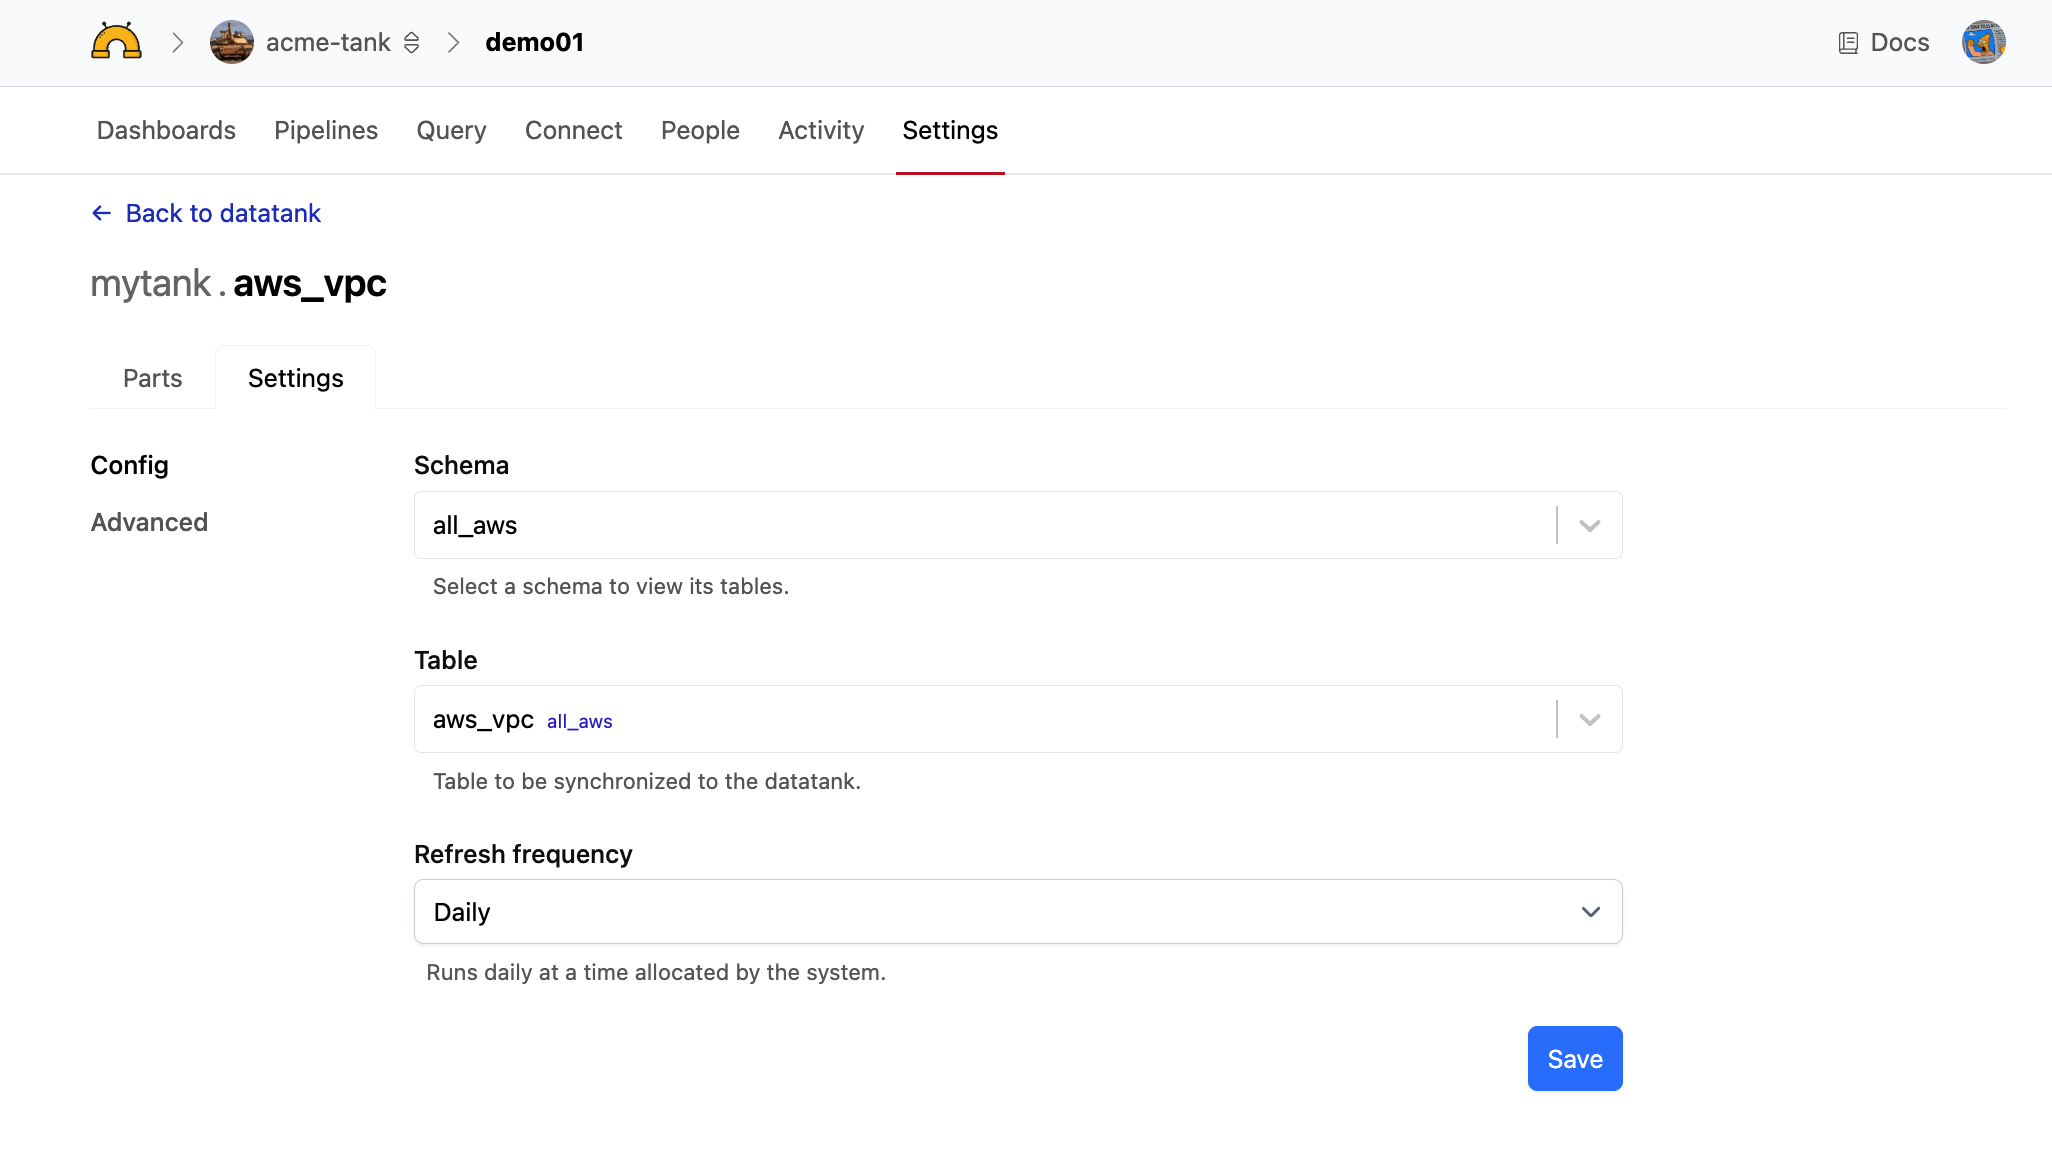 acme-tank demo01 Docs
Dashboards Pipelines Query Connect People Activity Settings
← Back to datatank
mytank.aws_vpc
Parts Settings
Config
Advanced
Schema
all_aws
Select a schema to view its tables.
Table
aws_vpc all_aws
Table to be synchronized to the datatank.
Refresh frequency
Daily
Runs daily at a time allocated by the system.
Save